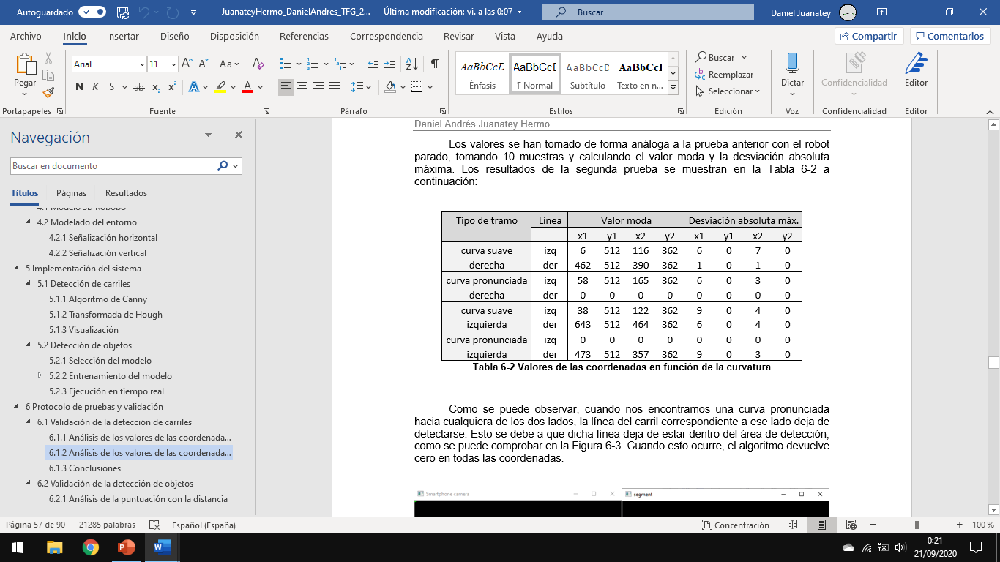 Autoguardado
JuanateyHermo_DanielAndres_TFG_2... - Última modificación: vi. a las 0:07
Buscar
Daniel Juanatey
Archivo Inicio Insertar Diseño Disposición Referencias Correspondencia Revisar Vista Ayuda
Compartir Comentarios
Pegar
Arial 11
Aa
N K S ab x₂ x² A A
AaBbCcD AaBbCcD AaBbCcD AaBbCcI
Énfasis ¶ Normal Subtítulo Texto en n...
Buscar
Reemplazar
Seleccionar
Dictar
Confidencialidad
Editor
Portapapeles Fuente Párrafo Estilos Edición Voz Confidencialidad Editor
Navegación
Buscar en documento
Títulos Páginas Resultados
4.1 Modelo 3D Robobo
4.2 Modelado del entorno
4.2.1 Señalización horizontal
4.2.2 Señalización vertical
5 Implementación del sistema
5.1 Detección de carriles
5.1.1 Algoritmo de Canny
5.1.2 Transformada de Hough
5.1.3 Visualización
5.2 Detección de objetos
5.2.1 Selección del modelo
5.2.2 Entrenamiento del modelo
5.2.3 Ejecución en tiempo real
6 Protocolo de pruebas y validación
6.1 Validación de la detección de carriles
6.1.1 Análisis de los valores de las coordenada...
6.1.2 Análisis de los valores de las coordenada...
6.1.3 Conclusiones
6.2 Validación de la detección de objetos
6.2.1 Análisis de la puntuación con la distancia
Daniel Andrés Juanatey Hermo
Los valores se han tomado de forma análoga a la prueba anterior con el robot
parado, tomando 10 muestras y calculando el valor moda y la desviación absoluta
máxima. Los resultados de la segunda prueba se muestran en la Tabla 6-2 a
continuación:
Tipo de tramo Línea Valor moda Desviación absoluta máx.
x1 y1 x2 y2 x1 y1 x2 y2
curva suave izq 6 512 116 362 6 0 7 0
derecha der 462 512 390 362 1 0 1 0
curva pronunciada izq 58 512 165 362 6 0 3 0
derecha der 0 0 0 0 0 0 0 0
curva suave izq 38 512 122 362 9 0 4 0
izquierda der 643 512 464 362 6 0 4 0
curva pronunciada izq 0 0 0 0 0 0 0 0
izquierda der 473 512 357 362 9 0 3 0
Tabla 6-2 Valores de las coordenadas en función de la curvatura
Como se puede observar, cuando nos encontramos una curva pronunciada
hacia cualquiera de los dos lados, la línea del carril correspondiente a ese lado deja de
detectarse. Esto se debe a que dicha línea deja de estar dentro del área de detección,
como se puede comprobar en la Figura 6-3. Cuando esto ocurre, el algoritmo devuelve
cero en todas las coordenadas.
Smartphone camera
segment
Página 57 de 90 21285 palabras Español (España) Concentración 100 %
0:21
21/09/2020